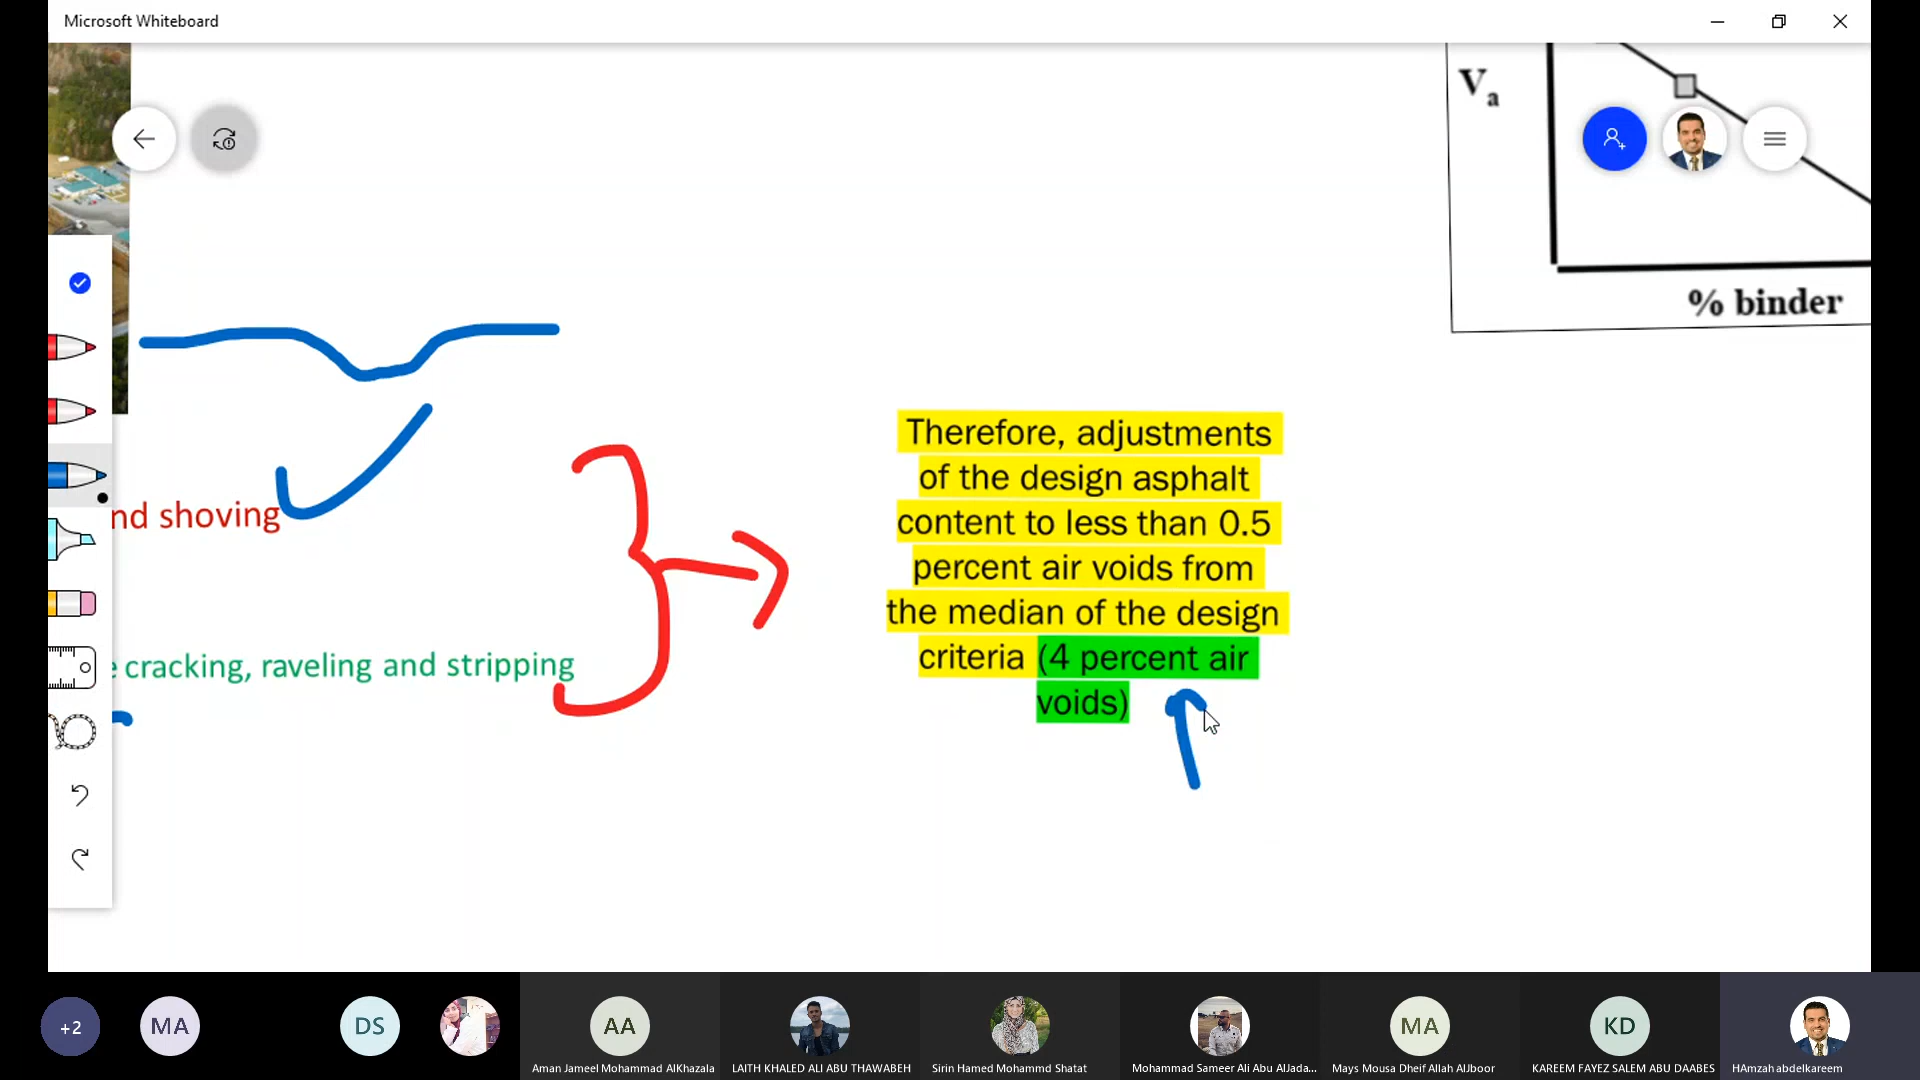 Microsoft Whiteboard
Va
% binder
Therefore, adjustments
of the design asphalt
content to less than 0.5
percent air voids from
the median of the design
criteria (4 percent air
voids)
nd shoving
cracking, raveling and stripping
+2
MA
DS
AA
MA
KD
Aman Jameel Mohammad AlKhazala
LAITH KHALED ALI ABU THAWABEH
Sirin Hamed Mohammd Shatat
Mohammad Sameer Ali Abu AlJada...
Mays Mousa Dheif Allah AlJboor
KAREEM FAYEZ SALEM ABU DAABES
HAmzah abdelkareem